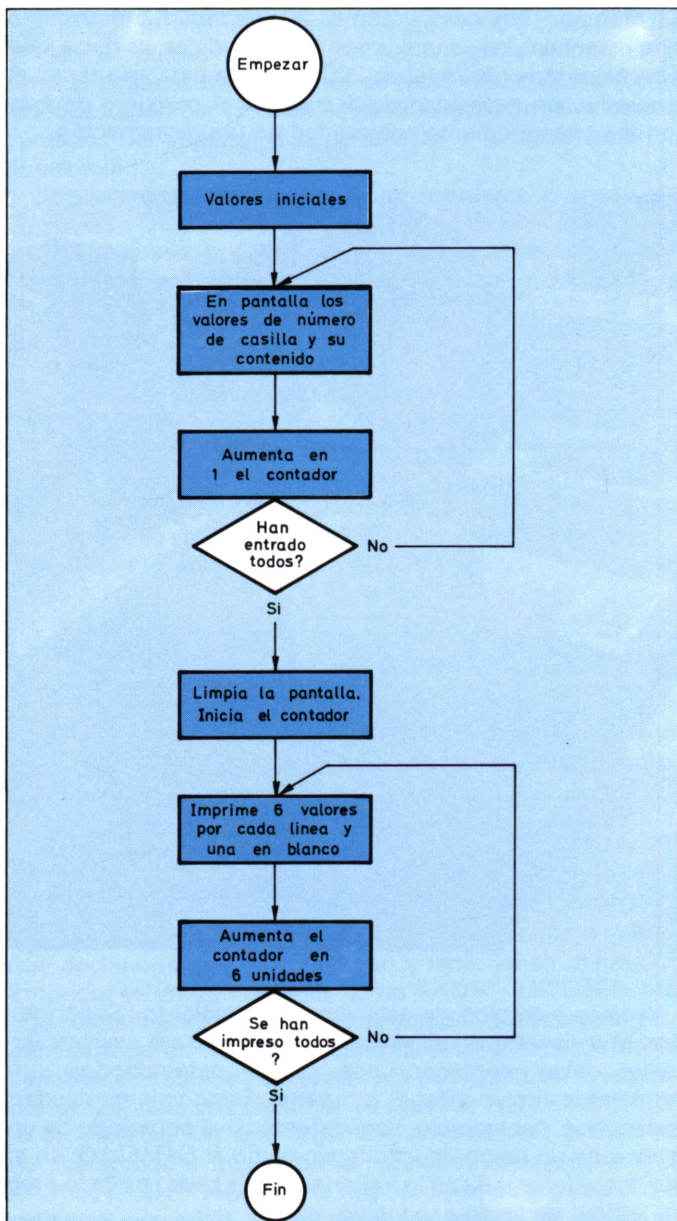 Empezar
Valores iniciales
En pantalla los
valores de número
de casilla y su
contenido
Aumenta en
1 el contador
Han
entrado
todos?
No
Si
Limpia la pantalla.
Inicia el contador
Imprime 6 valores
por cada linea y
una en blanco
Aumenta el
contador en
6 unidades
Se han
impreso todos
?
No
Si
Fin